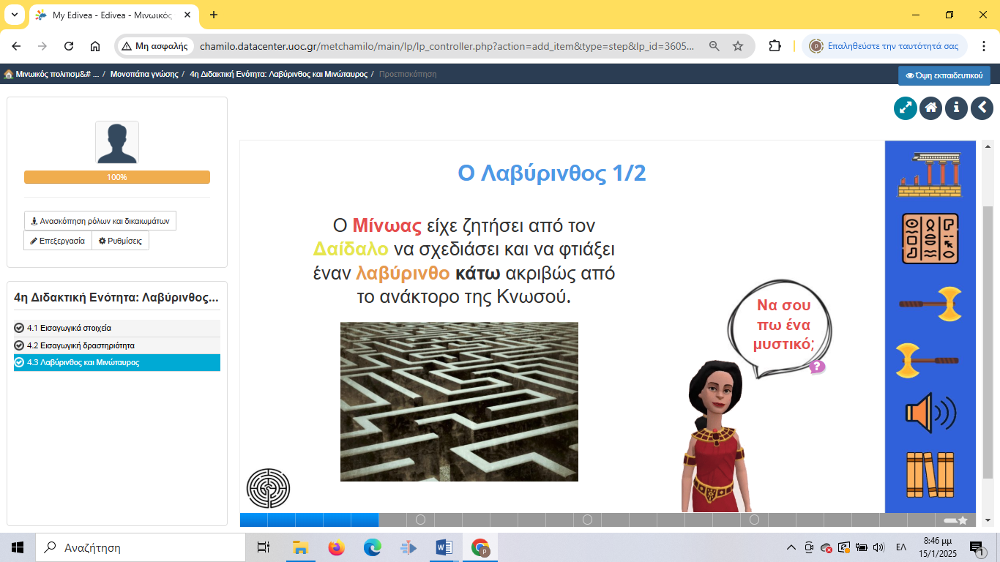 My Edivea - Edivea - Μινωικός
Μη ασφαλής
chamilo.datacenter.uoc.gr/metchamilo/main/lp/lp_controller.php?action=add_item&type=step&lp_id=3605...
Επαληθεύστε την ταυτότητά σας
Μινωικός πολιτισμ&# ... / Μονοπάτια γνώσης / 4η Διδακτική Ενότητα: Λαβύρινθος και Μινώταυρος / Προεπισκόπηση
Όψη εκπαιδευτικού
100%
Ανασκόπηση ρόλων και δικαιωμάτων
Επεξεργασία
Ρυθμίσεις
4η Διδακτική Ενότητα: Λαβύρινθος...
4.1 Εισαγωγικά στοιχεία
4.2 Εισαγωγική δραστηριότητα
4.3 Λαβύρινθος και Μινώταυρος
Ο Λαβύρινθος 1/2
Ο Μίνωας είχε ζητήσει από τον
Δαίδαλο να σχεδιάσει και να φτιάξει
έναν λαβύρινθο κάτω ακριβώς από
το ανάκτορο της Κνωσού.
Να σου
πω ένα
μυστικό;
?
Αναζήτηση
ΕΛ
8:46 μμ
15/1/2025
1